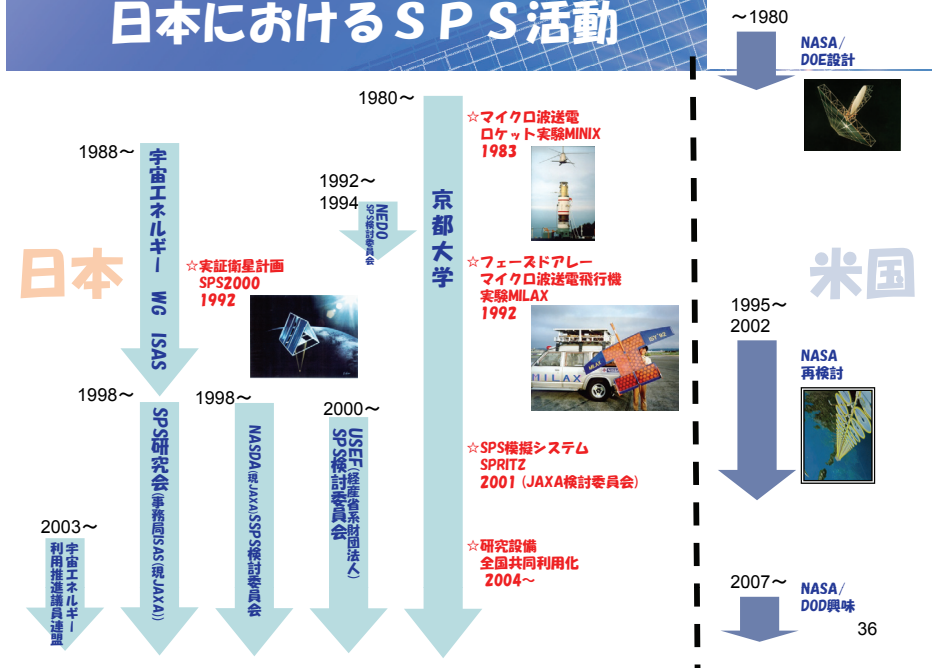 日本におけるＳＰＳ活動
～1980
NASA/
DOE設計
1980～
☆マイクロ波送電
ロケット実験MINIX
1983
1988～
宇宙エネルギー WG ISAS
1992～
1994
NEDO
SPS検討委員会
京都大学
日本
☆実証衛星計画
SPS2000
1992
☆フェーズドアレー
マイクロ波送電飛行機
実験MILAX
1992
MILAX
MILAX
ISY'92
米国
1995～
2002
NASA
再検討
1998～
SPS研究会(事務局ISAS(現JAXA))
1998～
NASDA(現JAXA)SSPS検討委員会
2000～
USEF(経産省系財団法人)
SPS検討委員会
☆SPS模擬システム
SPRITZ
2001 (JAXA検討委員会)
2003～
宇宙エネルギー
利用推進議員連盟
☆研究設備
全国共同利用化
2004～
2007～
NASA/
DOD興味
36